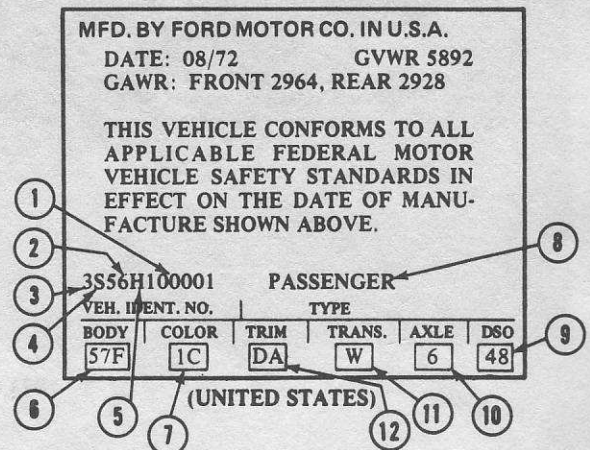 MFD. BY FORD MOTOR CO. IN U.S.A.
DATE: 08/72 GVWR 5892
GAWR: FRONT 2964, REAR 2928
THIS VEHICLE CONFORMS TO ALL
APPLICABLE FEDERAL MOTOR
VEHICLE SAFETY STANDARDS IN
EFFECT ON THE DATE OF MANU-
FACTURE SHOWN ABOVE.
1
2
8
3
3S56H100001 PASSENGER
VEH. IDENT. NO. TYPE
4
BODY COLOR TRIM TRANS. AXLE DSO
57F 1C DA W 6 48
9
(UNITED STATES)
6 5 7 12 11 10